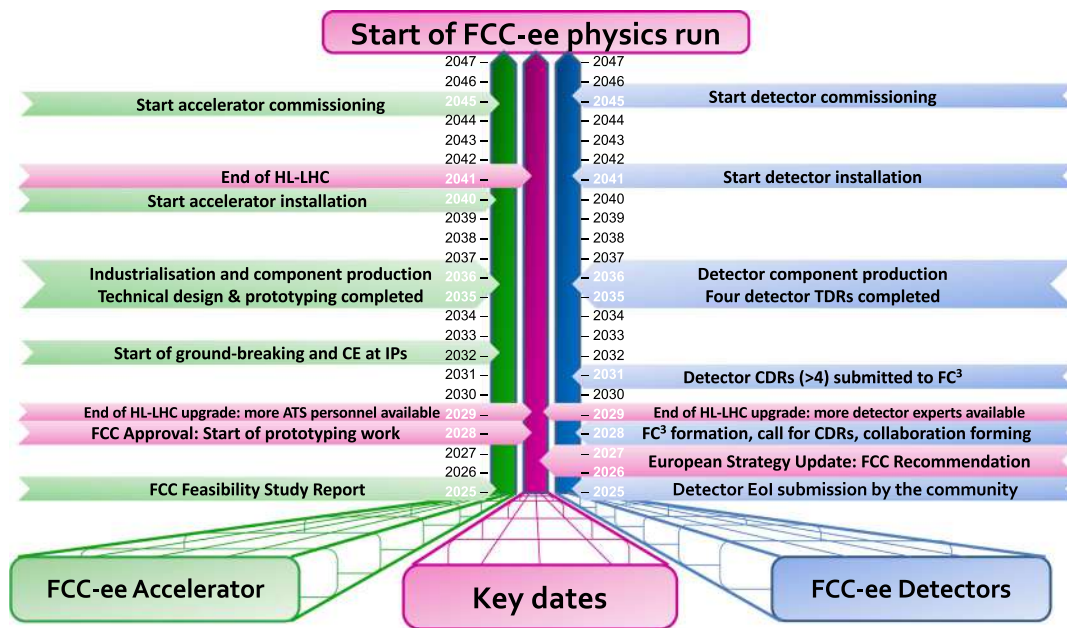 Start of FCC-ee physics run
2047 2047
2046 2046
Start accelerator commissioning 2045 2045 Start detector commissioning
2044 2044
2043 2043
2042 2042
End of HL-LHC 2041 2041 Start detector installation
Start accelerator installation 2040 2040
2039 2039
2038 2038
2037 2037
Industrialisation and component production 2036 2036 Detector component production
Technical design & prototyping completed 2035 2035 Four detector TDRs completed
2034 2034
2033 2033
Start of ground-breaking and CE at IPs 2032 2032
2031 2031 Detector CDRs (>4) submitted to FC³
2030 2030
End of HL-LHC upgrade: more ATS personnel available 2029 2029 End of HL-LHC upgrade: more detector experts available
FCC Approval: Start of prototyping work 2028 2028 FC³ formation, call for CDRs, collaboration forming
2027 2027
2026 2026 European Strategy Update: FCC Recommendation
FCC Feasibility Study Report 2025 2025 Detector EoI submission by the community
FCC-ee Accelerator
Key dates
FCC-ee Detectors